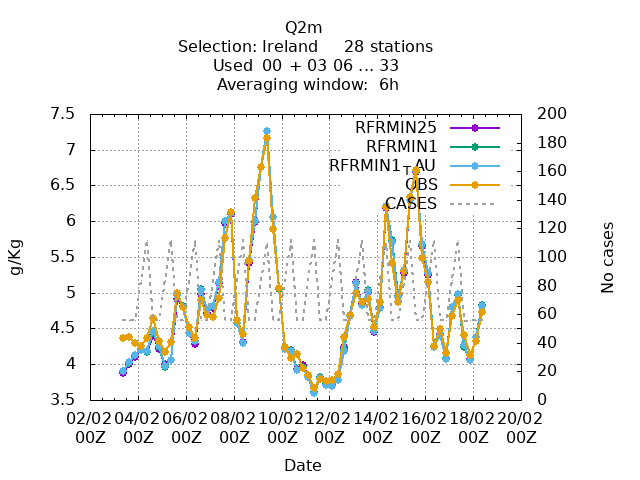 Q2m
Selection: Ireland 28 stations
Used 00 + 03 06 ... 33
Averaging window: 6h
7.5
7
6.5
6
5.5
5
4.5
4
3.5
g/Kg
200
180
160
140
120
100
80
60
40
20
0
No cases
RFRMIN25
RFRMIN1
RFRMIN1_AU
OBS
CASES
02/02 04/02 06/02 08/02 10/02 12/02 14/02 16/02 18/02 20/02
00Z 00Z 00Z 00Z 00Z 00Z 00Z 00Z 00Z 00Z
Date